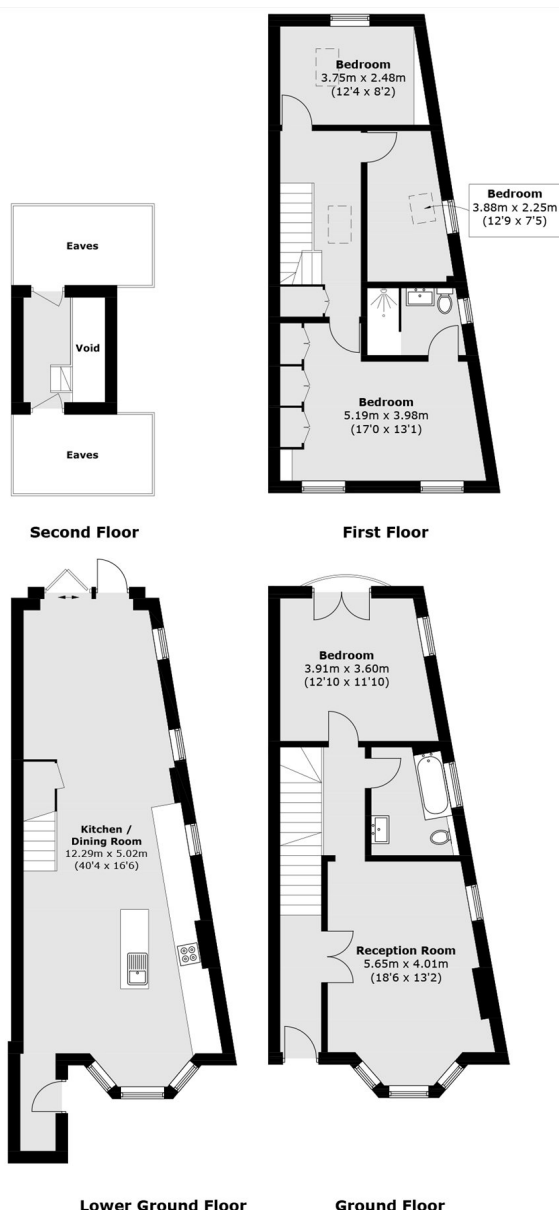 Bedroom
3.75m x 2.48m
(12'4 x 8'2)
Bedroom
3.88m x 2.25m
(12'9 x 7'5)
Eaves
Void
Eaves
Bedroom
5.19m x 3.98m
(17'0 x 13'1)
Second Floor
First Floor
Kitchen /
Dining Room
12.29m x 5.02m
(40'4 x 16'6)
Bedroom
3.91m x 3.60m
(12'10 x 11'10)
Reception Room
5.65m x 4.01m
(18'6 x 13'2)
Lower Ground Floor
Ground Floor